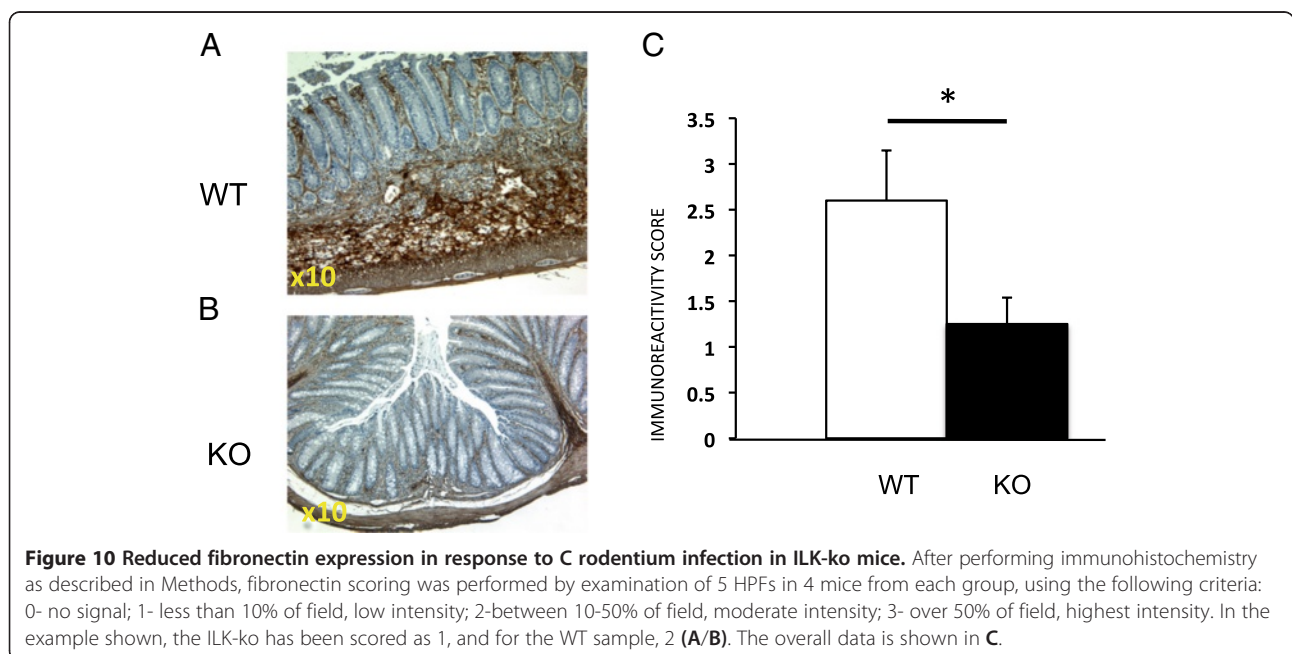 A
WT
x10
B
KO
x10
C
*
IMMUNOREACITIVITY SCORE
3.5
3
2.5
2
1.5
1
0.5
0
WT
KO
Figure 10 Reduced fibronectin expression in response to C rodentium infection in ILK-ko mice. After performing immunohistochemistry
as described in Methods, fibronectin scoring was performed by examination of 5 HPFs in 4 mice from each group, using the following criteria:
0- no signal; 1- less than 10% of field, low intensity; 2-between 10-50% of field, moderate intensity; 3- over 50% of field, highest intensity. In the
example shown, the ILK-ko has been scored as 1, and for the WT sample, 2 (A/B). The overall data is shown in C.